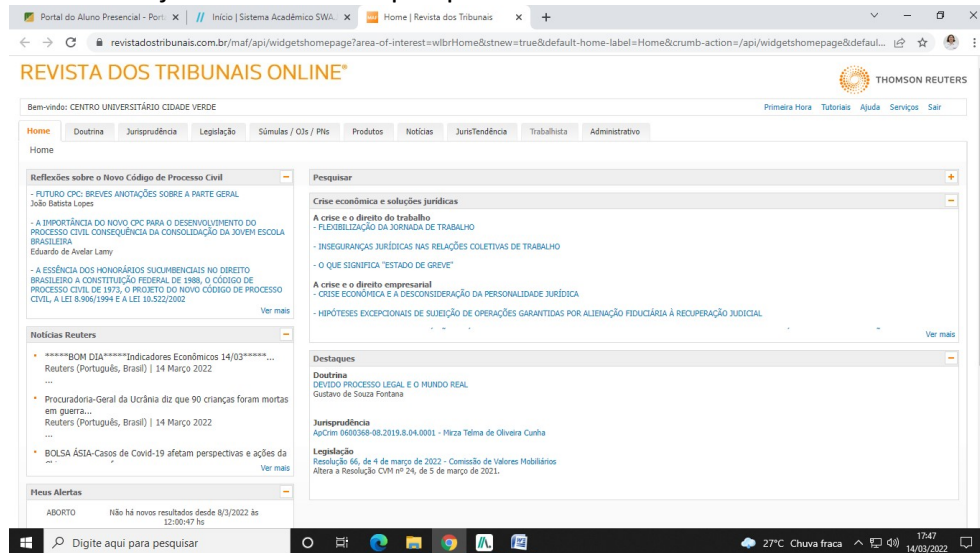 Portal do Aluno Presencial - Port
Início | Sistema Acadêmico SWA
Home | Revista dos Tribunais
revistadostribunais.com.br/maf/api/widgetshomepage?area-of-interest=wlbrHome&stnew=true&default-home-label=Home&crumb-action=/api/widgetshomepage&defaul...
REVISTA DOS TRIBUNAIS ONLINE®
THOMSON REUTERS
Bem-vindo: CENTRO UNIVERSITÁRIO CIDADE VERDE
Primeira Hora Tutoriais Ajuda Serviços Sair
Home Doutrina Jurisprudência Legislação Súmulas / OJs / PNs Produtos Notícias JurisTendência Trabalhista Administrativo
Home
Reflexões sobre o Novo Código de Processo Civil
- FUTURO CPC: BREVES ANOTAÇÕES SOBRE A PARTE GERAL
João Batista Lopes
- A IMPORTÂNCIA DO NOVO CPC PARA O DESENVOLVIMENTO DO
PROCESSO CIVIL CONSEQUÊNCIA DA CONSOLIDAÇÃO DA JOVEM ESCOLA
BRASILEIRA
Eduardo de Avelar Lamy
- A ESSÊNCIA DOS HONORÁRIOS SUCUMBENCIAIS NO DIREITO
BRASILEIRO A CONSTITUIÇÃO FEDERAL DE 1988, O CÓDIGO DE
PROCESSO CIVIL DE 1973, O PROJETO DO NOVO CÓDIGO DE PROCESSO
CIVIL, A LEI 8.906/1994 E A LEI 10.522/2002
Ver mais
Notícias Reuters
*****BOM DIA*****Indicadores Econômicos 14/03*****...
Reuters (Português, Brasil) | 14 Março 2022
...
Procuradoria-Geral da Ucrânia diz que 90 crianças foram mortas
em guerra...
Reuters (Português, Brasil) | 14 Março 2022
...
BOLSA ÁSIA-Casos de Covid-19 afetam perspectivas e ações da
Ver mais
Meus Alertas
ABORTO Não há novos resultados desde 8/3/2022 às
12:00:47 hs
Pesquisar
Crise econômica e soluções jurídicas
A crise e o direito do trabalho
- FLEXIBILIZAÇÃO DA JORNADA DE TRABALHO
- INSEGURANÇAS JURÍDICAS NAS RELAÇÕES COLETIVAS DE TRABALHO
- O QUE SIGNIFICA "ESTADO DE GREVE"
A crise e o direito empresarial
- CRISE ECONÔMICA E A DESCONSIDERAÇÃO DA PERSONALIDADE JURÍDICA
- HIPÓTESES EXCEPCIONAIS DE SUJEIÇÃO DE OPERAÇÕES GARANTIDAS POR ALIENAÇÃO FIDUCIÁRIA À RECUPERAÇÃO JUDICIAL
Ver mais
Destaques
Doutrina
DEVIDO PROCESSO LEGAL E O MUNDO REAL
Gustavo de Souza Fontana
Jurisprudência
ApCrim 0600368-08.2019.8.04.0001 - Mirza Telma de Oliveira Cunha
Legislação
Resolução 66, de 4 de março de 2022 - Comissão de Valores Mobiliários
Altera a Resolução CVM nº 24, de 5 de março de 2021.
Digite aqui para pesquisar
27°C Chuva fraca
17:47
14/03/2022